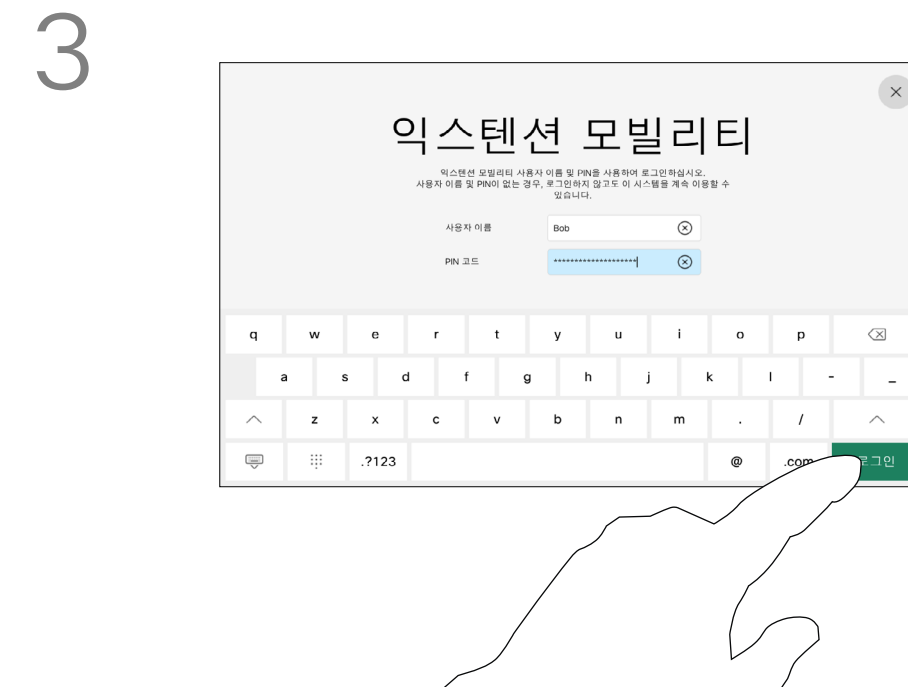 3
익스텐션 모빌리티
익스텐션 모빌리티 사용자 이름 및 PIN을 사용하여 로그인하십시오.
사용자 이름 및 PIN이 없는 경우, 로그인하지 않고도 이 시스템을 계속 이용할 수
있습니다.
사용자 이름 Bob
PIN 코드 ********************
q w e r t y u i o p
a s d f g h j k l - _
z x c v b n m . /
.?123 @ .com 로그인